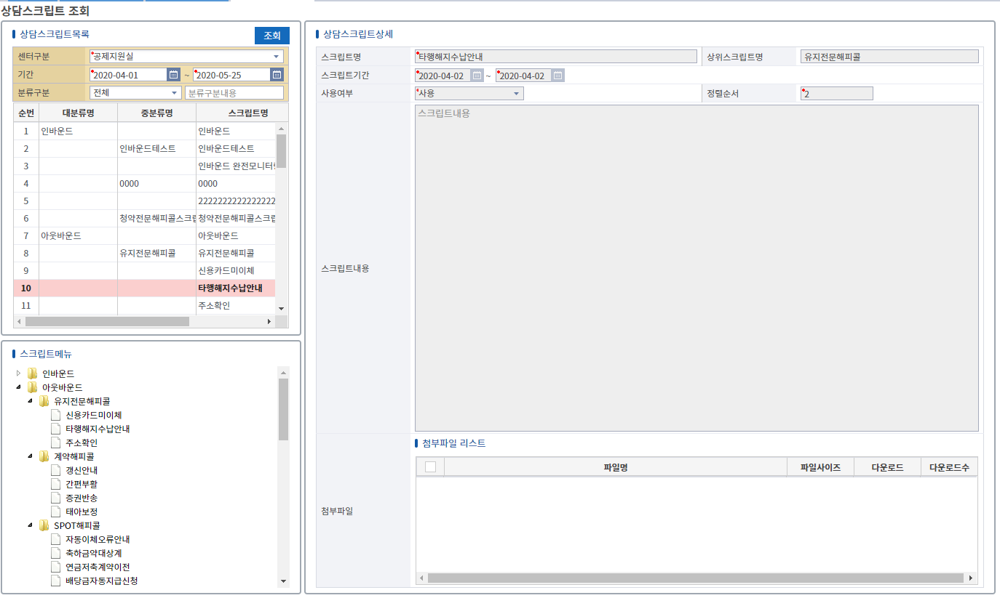 상담스크립트 조회
상담스크립트목록
조회
센터구분
공제지원실
기간
2020-04-01 ~ 2020-05-25
분류구분
전체
분류구분내용
순번 대분류명 중분류명 스크립트명
1 인바운드 인바운드
2 인바운드테스트 인바운드테스트
3 인바운드 완전모니터링
4 0000 0000
5 2222222222222222
6 청약전문해피콜스크립 청약전문해피콜스크립
7 아웃바운드 아웃바운드
8 유지전문해피콜 유지전문해피콜
9 신용카드미이체
10 타행해지수납안내
11 주소확인
스크립트메뉴
인바운드
아웃바운드
유지전문해피콜
신용카드미이체
타행해지수납안내
주소확인
계약해피콜
갱신안내
간편부활
증권반송
태아보정
SPOT해피콜
자동이체오류안내
축하금약대상계
연금저축계약이전
배당금자동지급신청
상담스크립트상세
스크립트명 타행해지수납안내 상위스크립트명 유지전문해피콜
스크립트기간 2020-04-02 ~ 2020-04-02
사용여부 사용 정렬순서 2
스크립트내용
스크립트내용
첨부파일
첨부파일 리스트
파일명 파일사이즈 다운로드 다운로드수